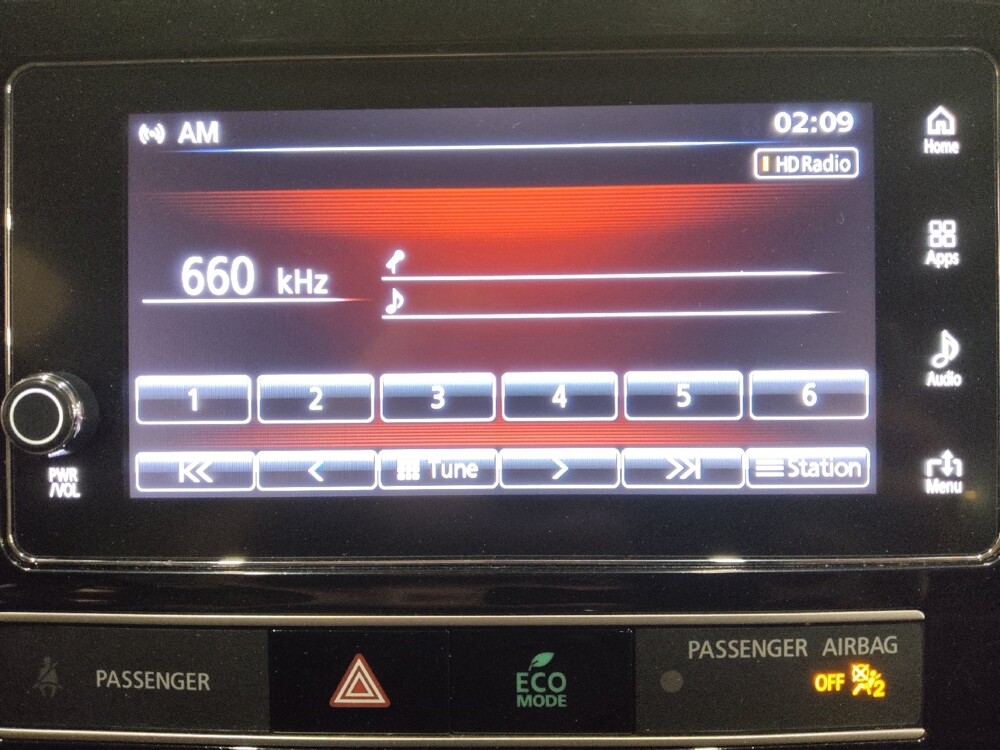 AM
02:09
HD Radio
Home
Apps
660 kHz
Audio
1 2 3 4 5 6
Tune
Station
Menu
PWR
/VOL
PASSENGER
ECO
MODE
PASSENGER AIRBAG
OFF 2